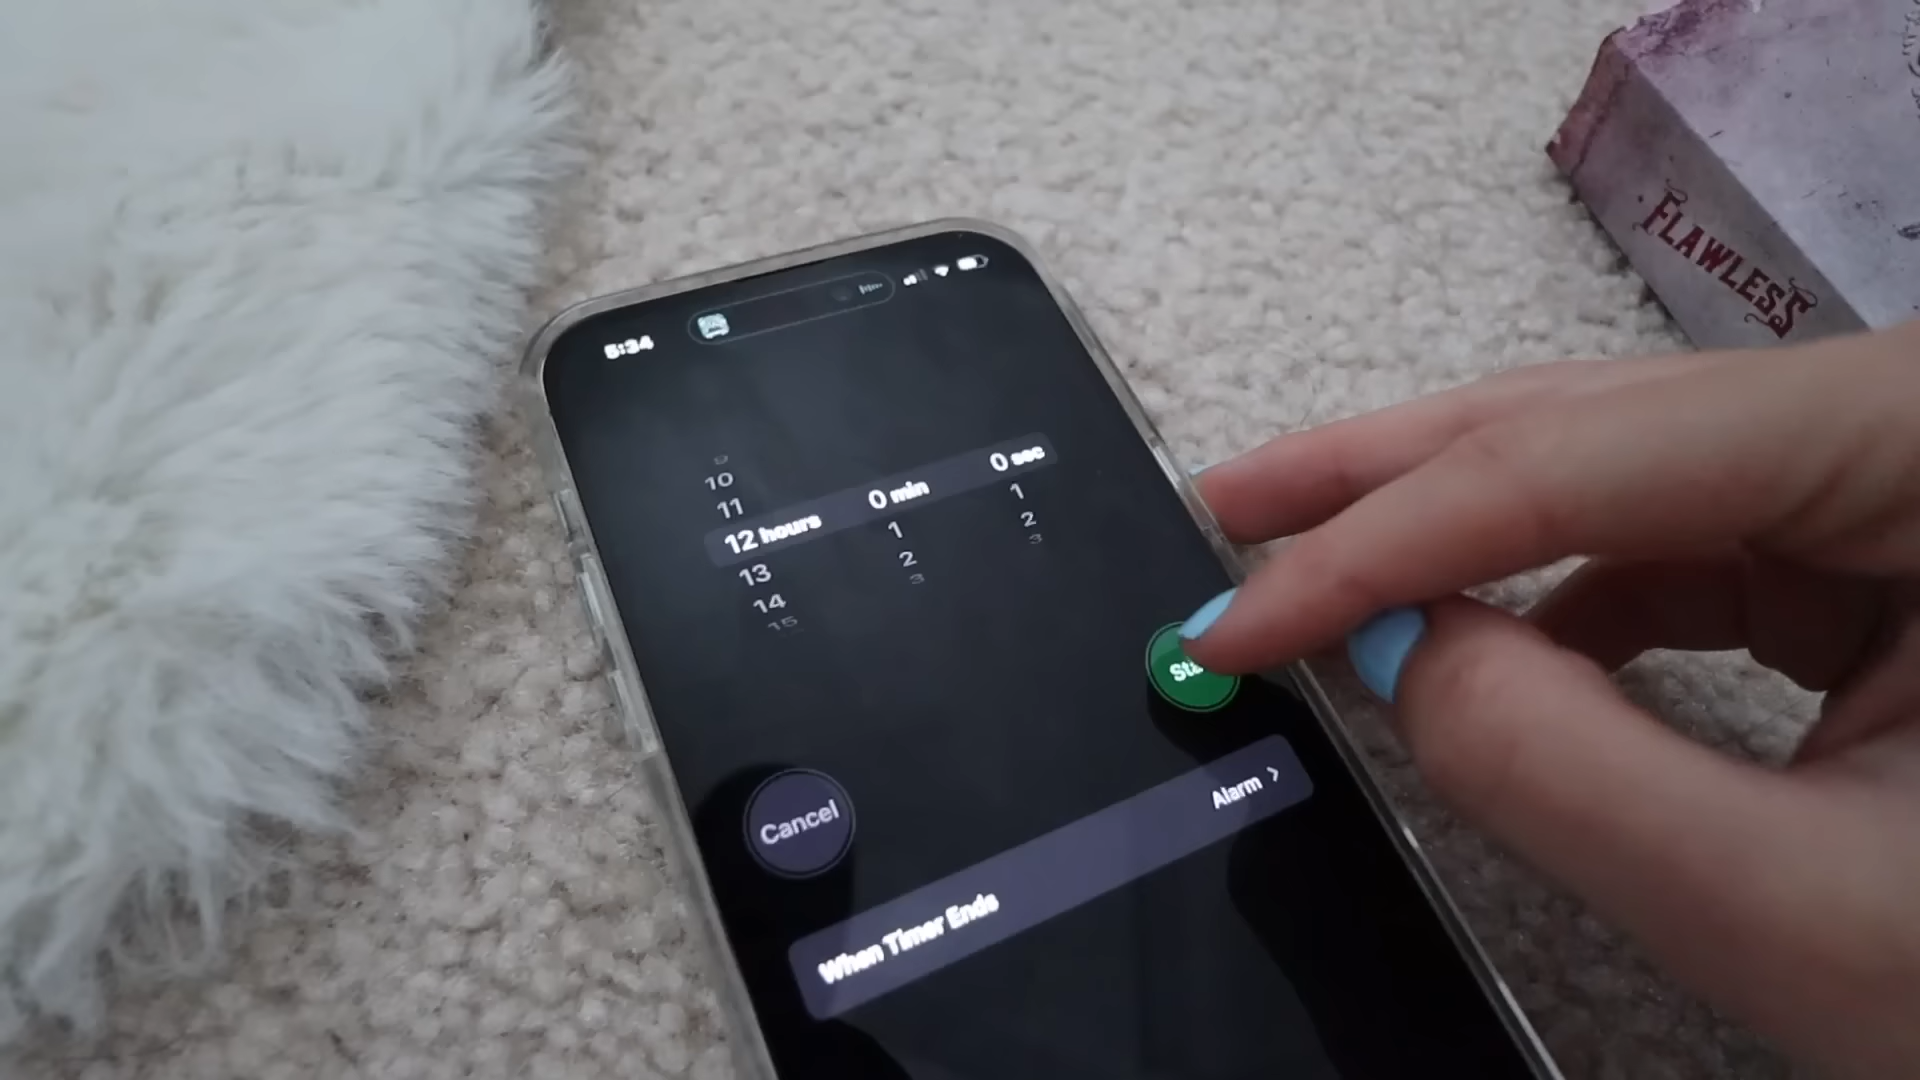 FLAWLESS
5:34
9
10
11
12 hours 0 min 0 sec
13 1 1
14 2 2
15 3 3
Cancel
When Timer Ends Alarm >